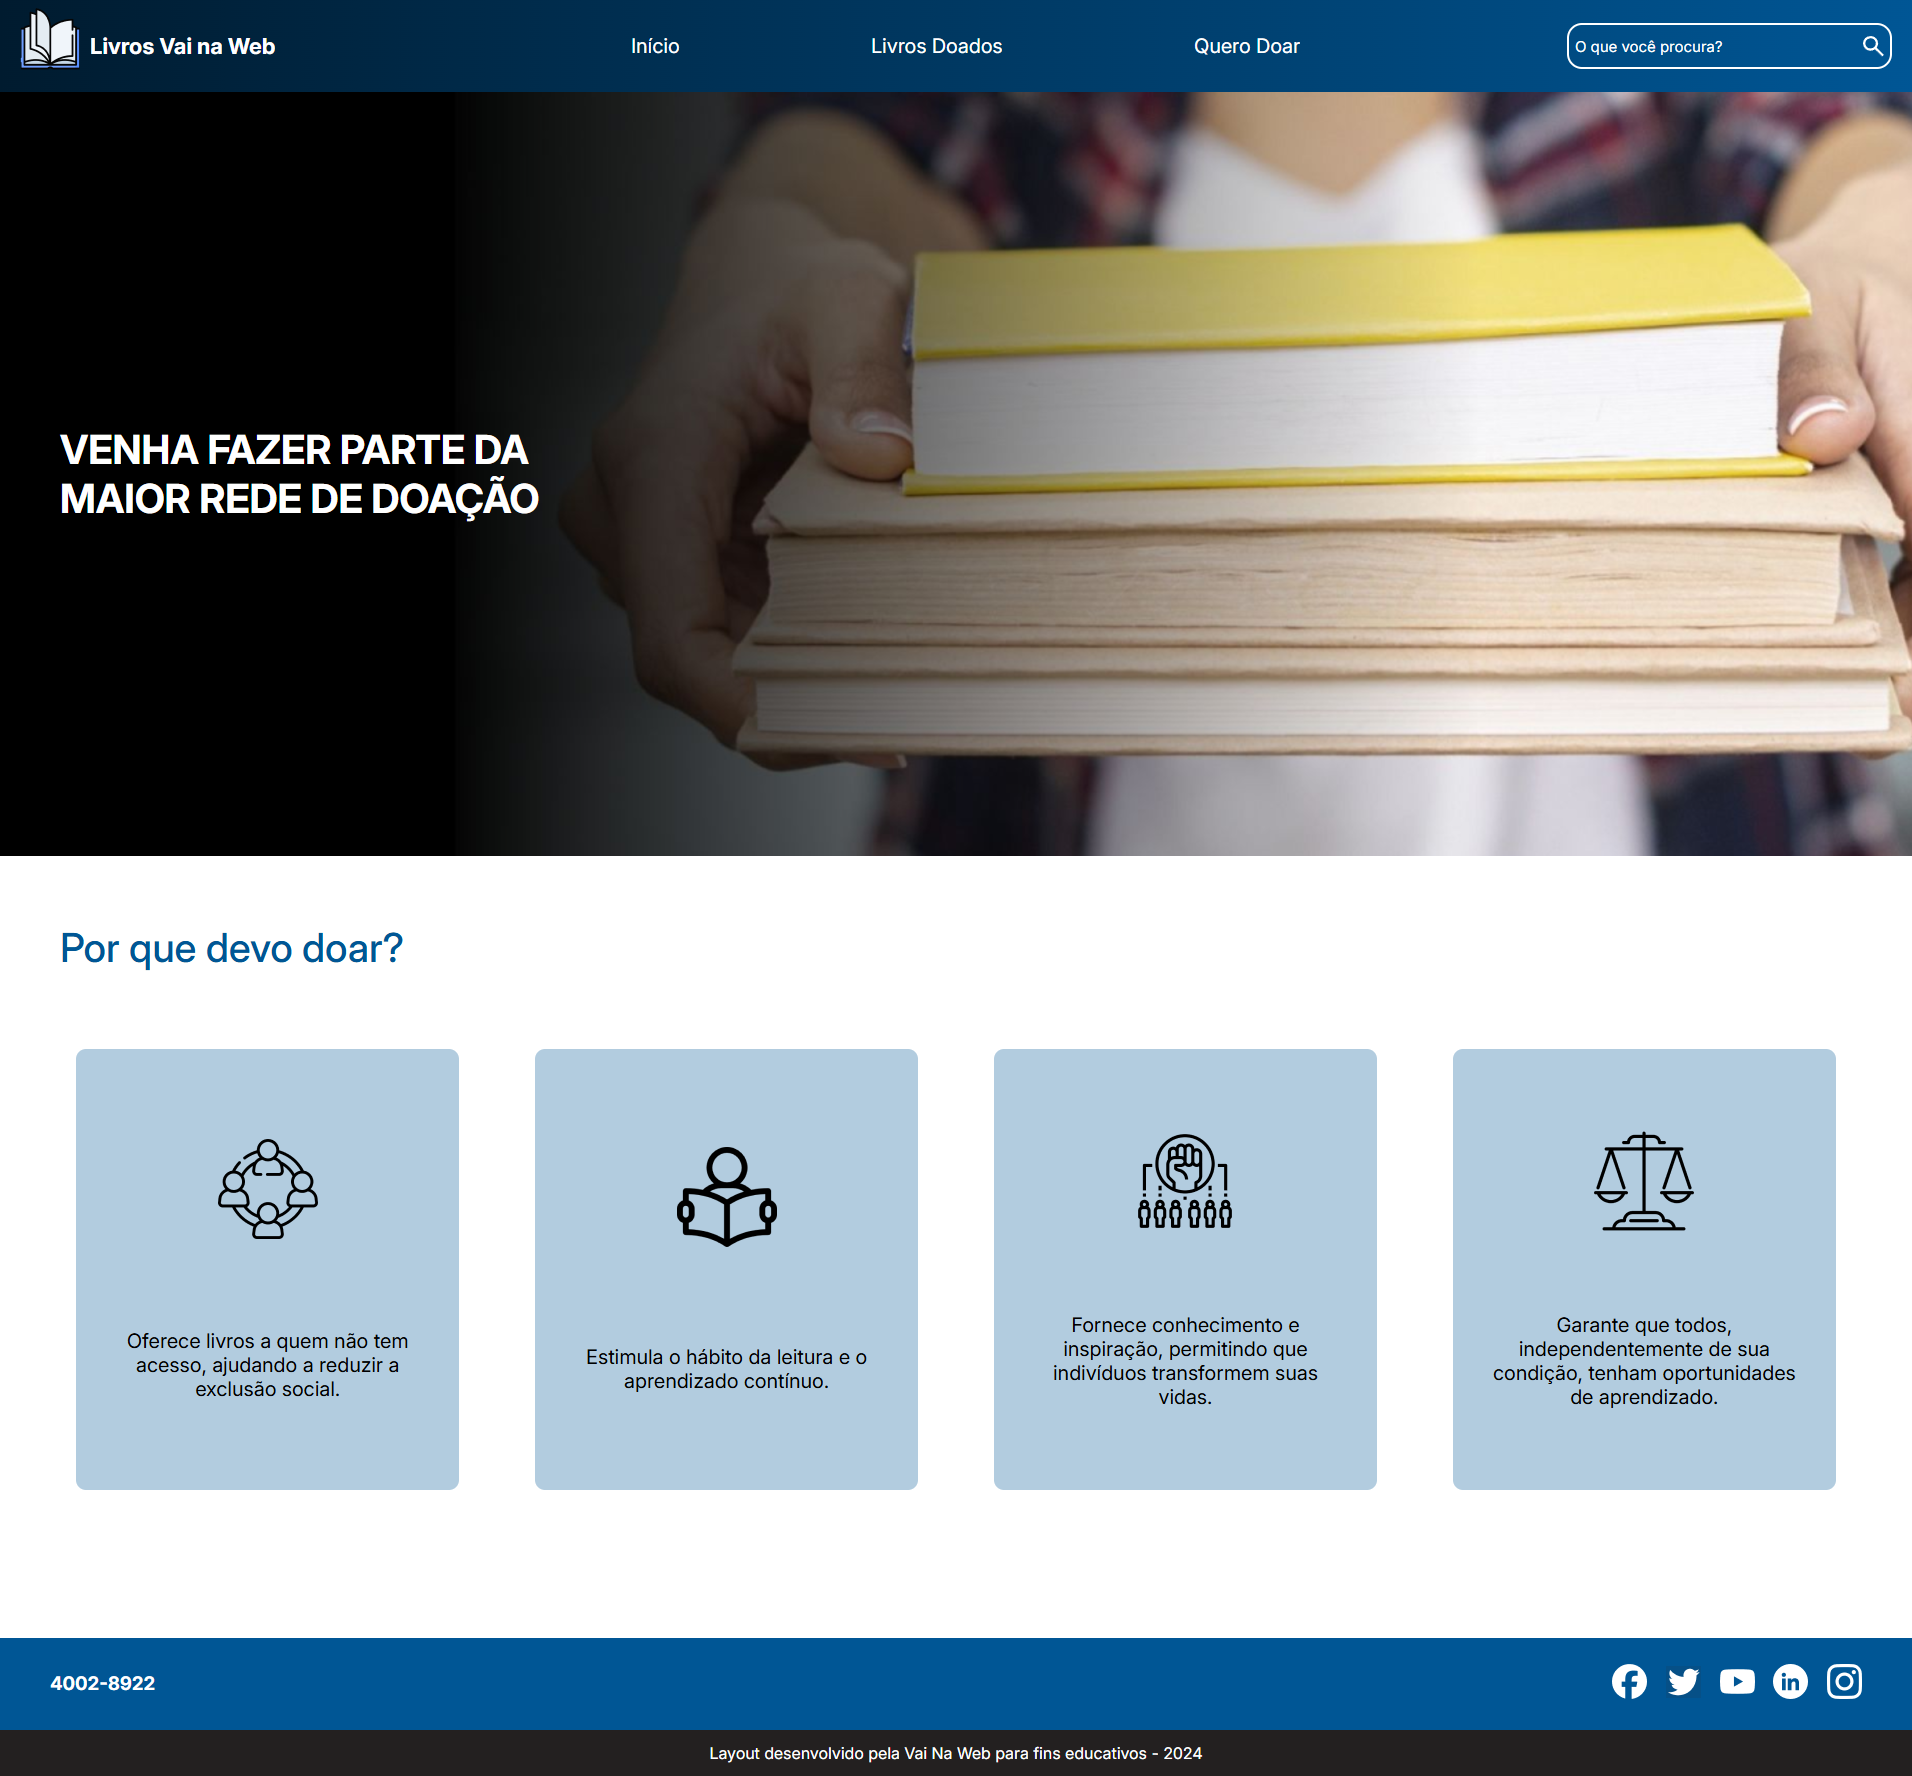 Livros Vai na Web
Início
Livros Doados
Quero Doar
O que você procura?
VENHA FAZER PARTE DA
MAIOR REDE DE DOAÇÃO
Por que devo doar?
Oferece livros a quem não tem
acesso, ajudando a reduzir a
exclusão social.
Estimula o hábito da leitura e o
aprendizado contínuo.
Fornece conhecimento e
inspiração, permitindo que
indivíduos transformem suas
vidas.
Garante que todos,
independentemente de sua
condição, tenham oportunidades
de aprendizado.
4002-8922
Layout desenvolvido pela Vai Na Web para fins educativos - 2024